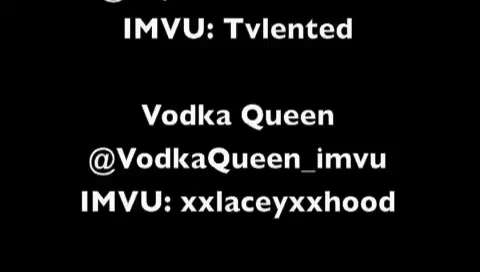 IMVU: Tvlented
Vodka Queen
@VodkaQueen_imvu
IMVU: xxlaceyxxhood